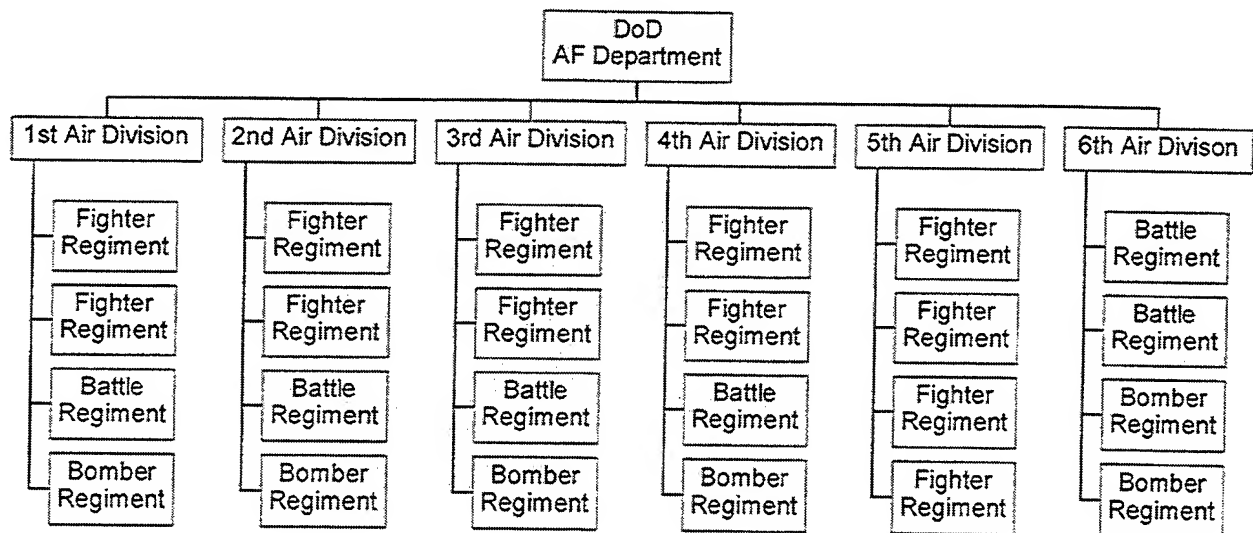 DoD
AF Department
1st Air Division
2nd Air Division
3rd Air Division
4th Air Division
5th Air Division
6th Air Divison
Fighter
Regiment
Fighter
Regiment
Battle
Regiment
Bomber
Regiment
Fighter
Regiment
Fighter
Regiment
Battle
Regiment
Bomber
Regiment
Fighter
Regiment
Fighter
Regiment
Battle
Regiment
Bomber
Regiment
Fighter
Regiment
Fighter
Regiment
Battle
Regiment
Bomber
Regiment
Fighter
Regiment
Fighter
Regiment
Fighter
Regiment
Fighter
Regiment
Battle
Regiment
Battle
Regiment
Bomber
Regiment
Bomber
Regiment